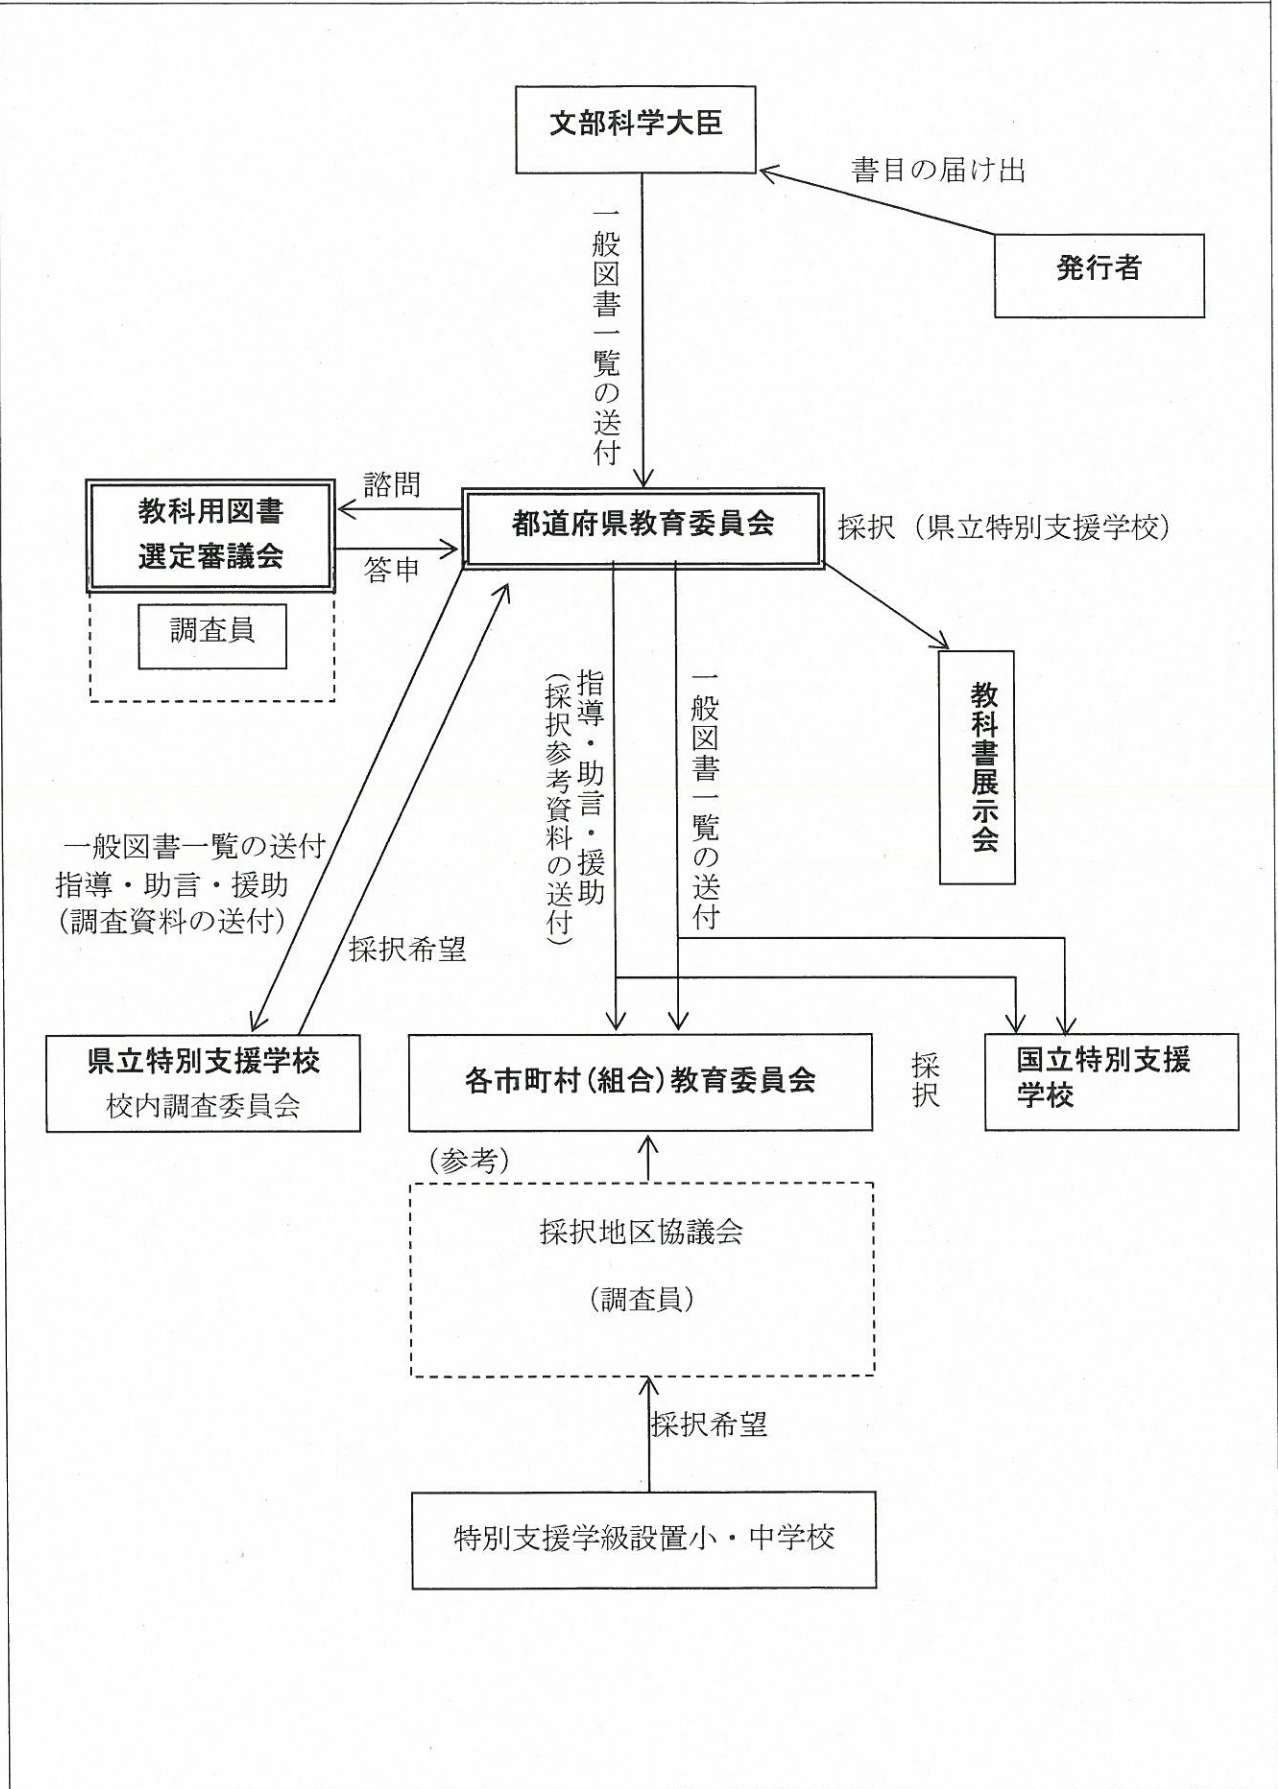 文部科学大臣
書目の届け出
発行者
一般図書一覧の送付
諮問
教科用図書
選定審議会
答申
調査員
都道府県教育委員会
採択（県立特別支援学校）
教科書展示会
指導・助言・援助
（採択参考資料の送付）
一般図書一覧の送付
一般図書一覧の送付
指導・助言・援助
（調査資料の送付）
採択希望
県立特別支援学校
校内調査委員会
各市町村（組合）教育委員会
採択
国立特別支援
学校
（参考）
採択地区協議会
（調査員）
採択希望
特別支援学級設置小・中学校